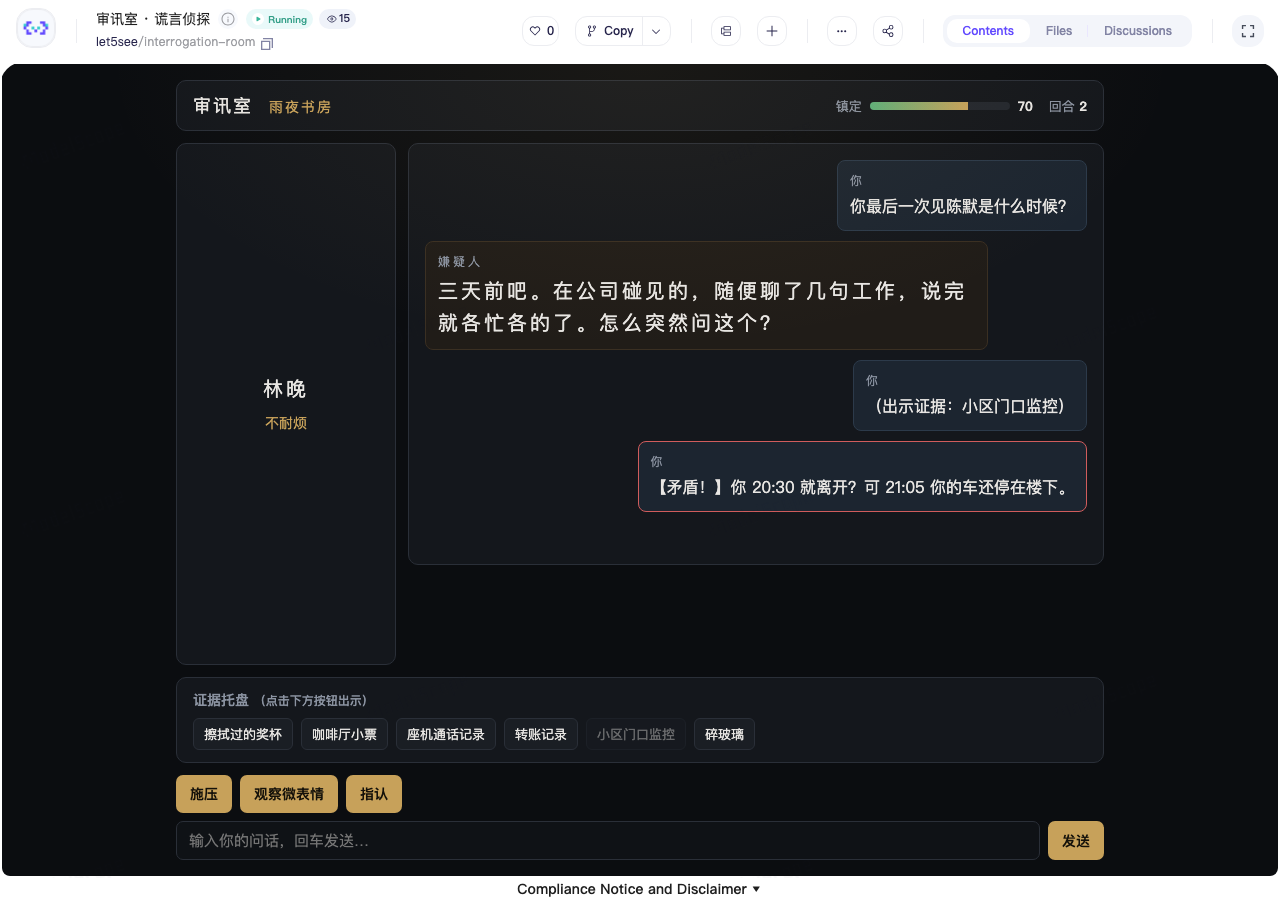 审讯室 · 谎言侦探
Running
15
let5see/interrogation-room
0
Copy
Contents
Files
Discussions
审讯室 雨夜书房
镇定 70 回合 2
林晚
不耐烦
你
你最后一次见陈默是什么时候?
嫌疑人
三天前吧。在公司碰见的，随便聊了几句工作，说完
就各忙各的了。怎么突然问这个?
你
（出示证据：小区门口监控）
你
【矛盾！】你 20:30 就离开？可 21:05 你的车还停在楼下。
证据托盘 （点击下方按钮出示）
擦拭过的奖杯
咖啡厅小票
座机通话记录
转账记录
小区门口监控
碎玻璃
施压
观察微表情
指认
输入你的问话，回车发送…
发送
Compliance Notice and Disclaimer